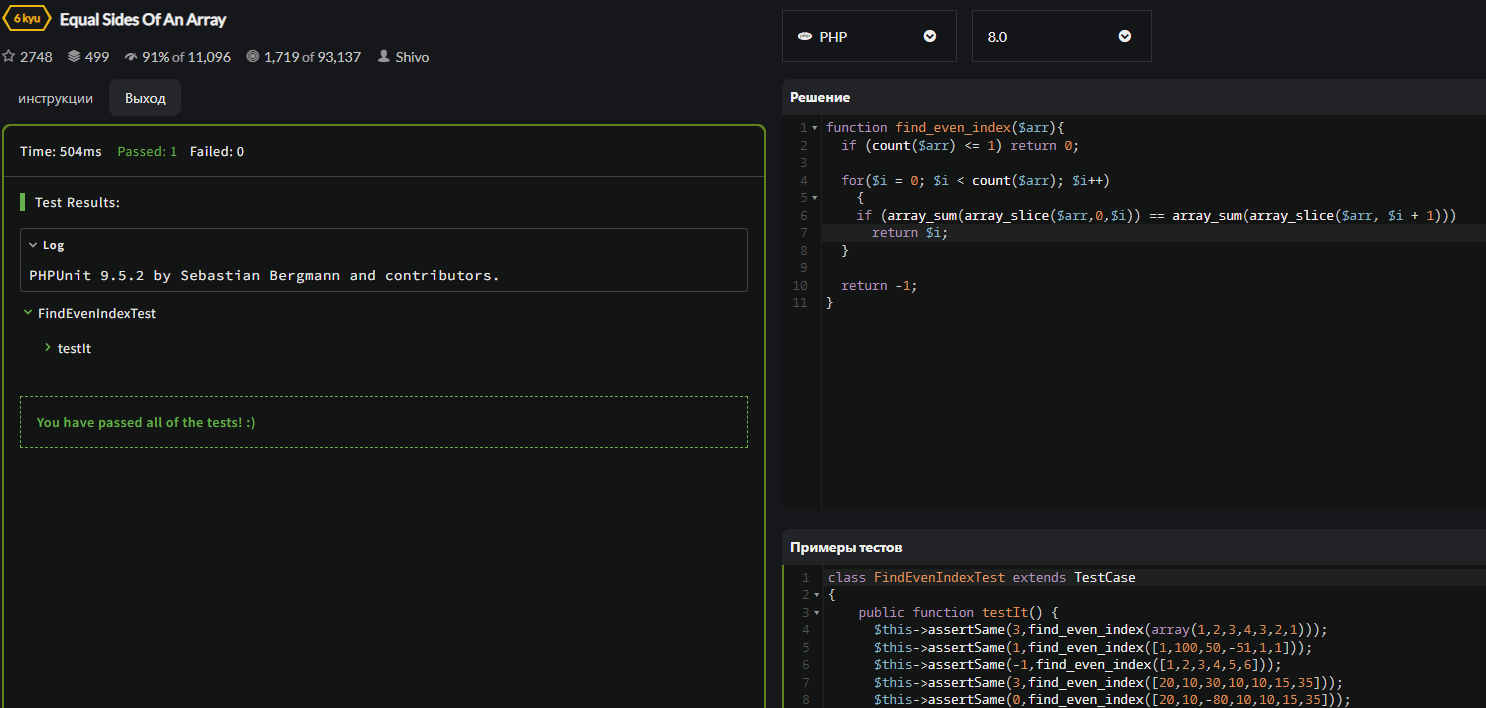 6 kyu Equal Sides Of An Array
2748 499 91% of 11,096 1,719 of 93,137 Shivo
инструкции Выход
Time: 504ms Passed: 1 Failed: 0
Test Results:
Log
PHPUnit 9.5.2 by Sebastian Bergmann and contributors.
FindEvenIndexTest
testIt
You have passed all of the tests! :)
php PHP 8.0
Решение
1 function find_even_index($arr){
2 if (count($arr) <= 1) return 0;
3
4 for($i = 0; $i < count($arr); $i++)
5 {
6 if (array_sum(array_slice($arr,0,$i)) == array_sum(array_slice($arr, $i + 1)))
7 return $i;
8 }
9
10 return -1;
11 }
Примеры тестов
1 class FindEvenIndexTest extends TestCase
2 {
3 public function testIt() {
4 $this->assertSame(3,find_even_index(array(1,2,3,4,3,2,1)));
5 $this->assertSame(1,find_even_index([1,100,50,-51,1,1]));
6 $this->assertSame(-1,find_even_index([1,2,3,4,5,6]));
7 $this->assertSame(3,find_even_index([20,10,30,10,10,15,35]));
8 $this->assertSame(0,find_even_index([20,10,-80,10,10,15,35]));